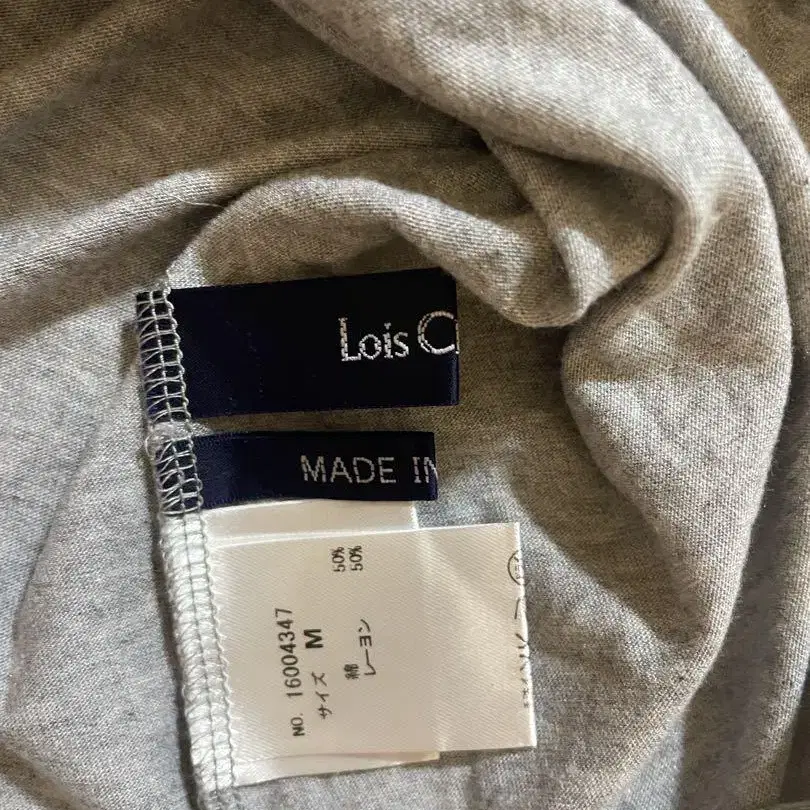 Lois C
MADE IN
NO. 16004347
サイズ M
綿 50%
レーヨン 50%